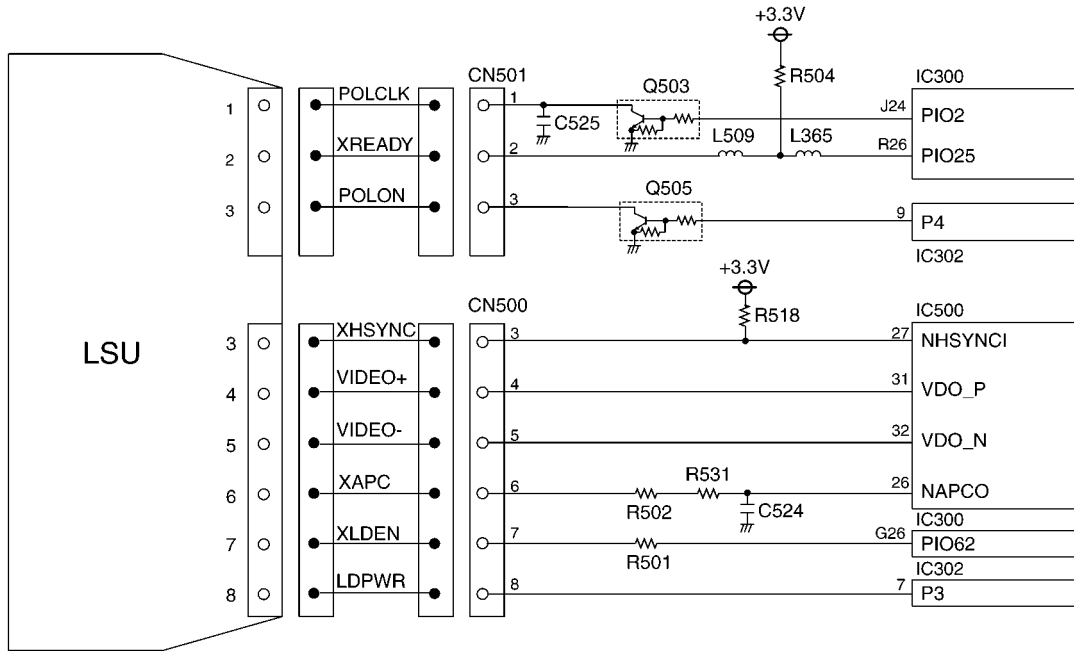 +3.3V
R504
CN501
IC300
1
POLCLK
1
C525
Q503
J24
PIO2
2
XREADY
2
L509
L365
R26
PIO25
3
POLON
3
Q505
9
P4
IC302
+3.3V
R518
CN500
IC500
LSU
3
XHSYNC
3
27
NHSYNCI
4
VIDEO+
4
31
VDO_P
5
VIDEO-
5
32
VDO_N
6
XAPC
6
R502
R531
C524
26
NAPCO
IC300
7
XLDEN
7
R501
G26
PIO62
IC302
8
LDPWR
8
7
P3